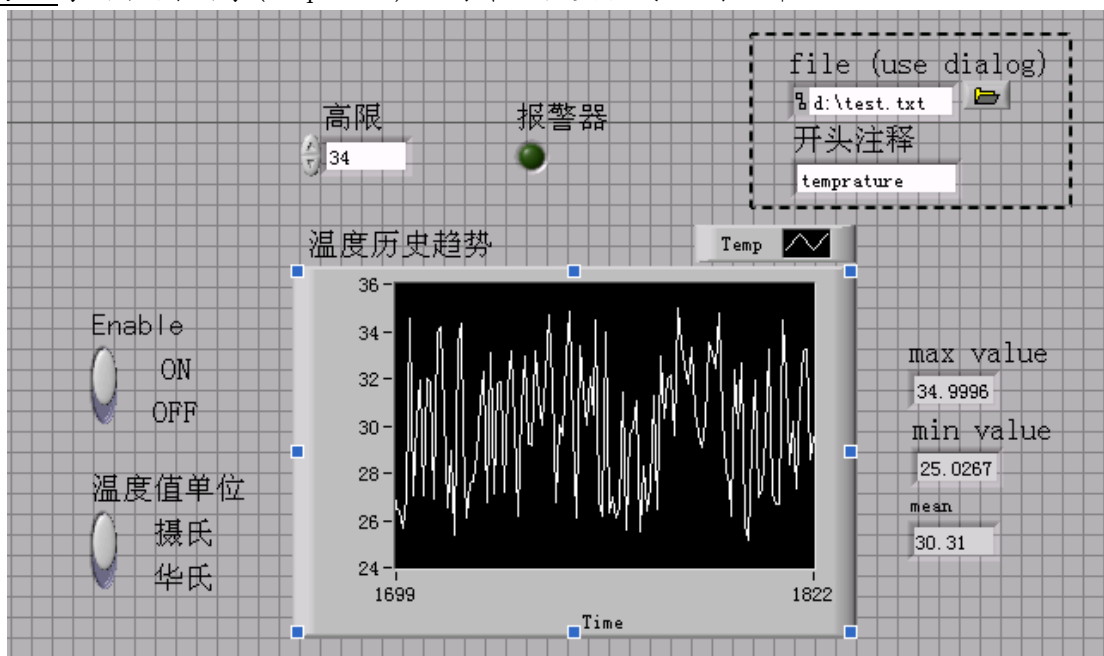 file (use dialog)
d:\test.txt
高限
报警器
开头注释
34
temprature
温度历史趋势
Temp
36
34
32
30
28
26
24
1699
1822
Time
Enable
ON
OFF
温度值单位
摄氏
华氏
max value
34.9996
min value
25.0267
mean
30.31